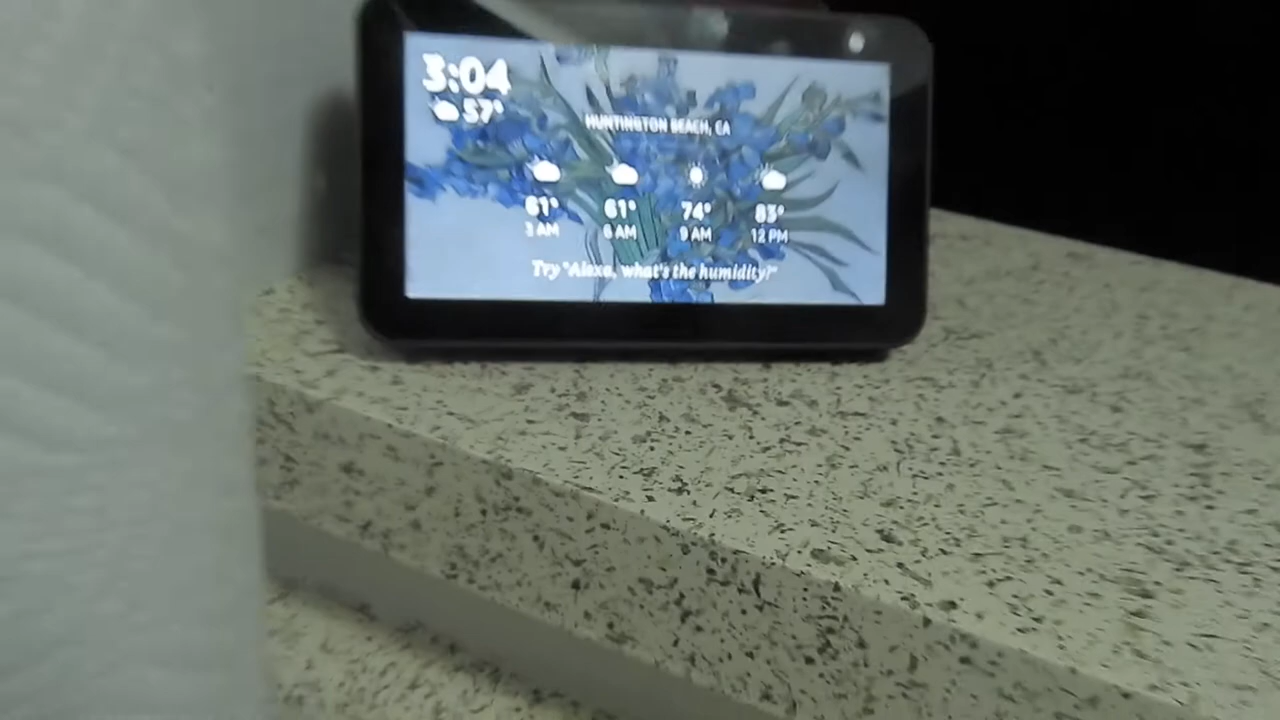 3:04
57°
HUNTINGTON BEACH, CA
61° 61° 74° 83°
3 AM 6 AM 9 AM 12 PM
Try "Alexa, what's the humidity?"